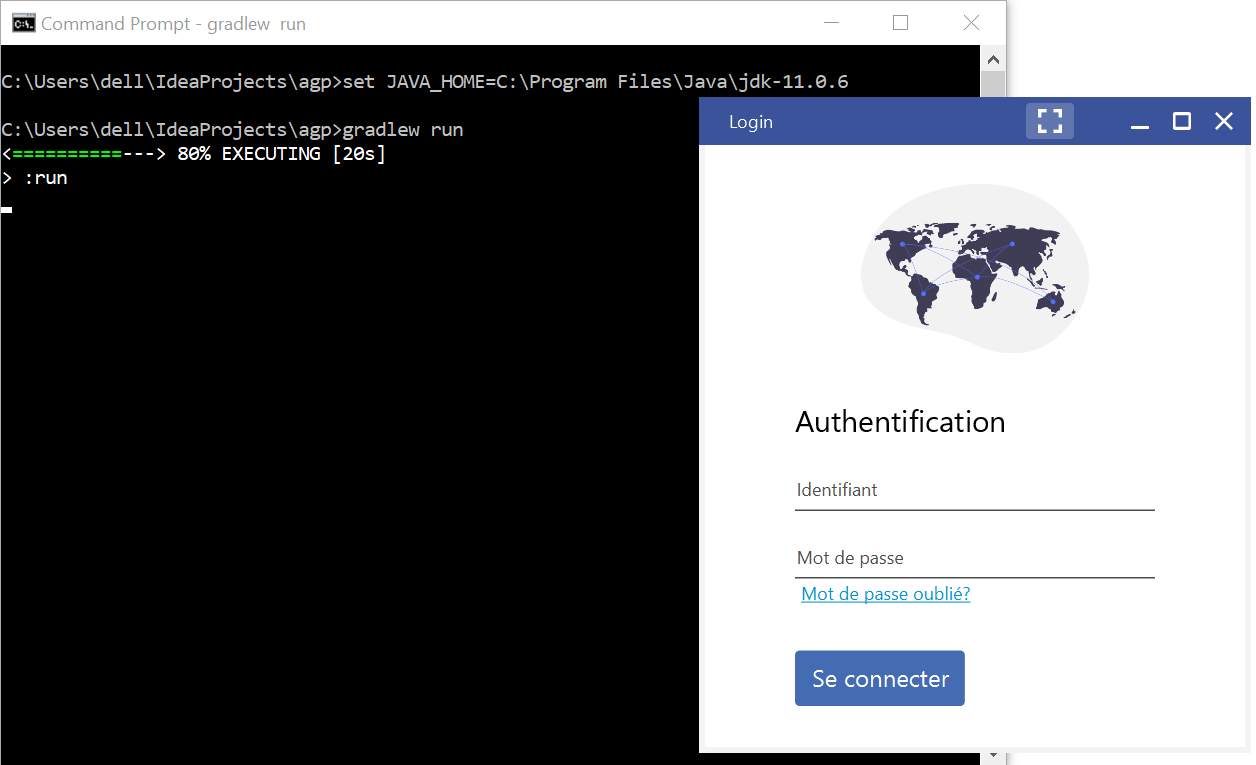 Command Prompt - gradlew  run
C:\Users\dell\IdeaProjects\agp>set JAVA_HOME=C:\Program Files\Java\jdk-11.0.6
C:\Users\dell\IdeaProjects\agp>gradlew run
<==========---> 80% EXECUTING [20s]
> :run
Login
Authentification
Identifiant
Mot de passe
Mot de passe oublié?
Se connecter